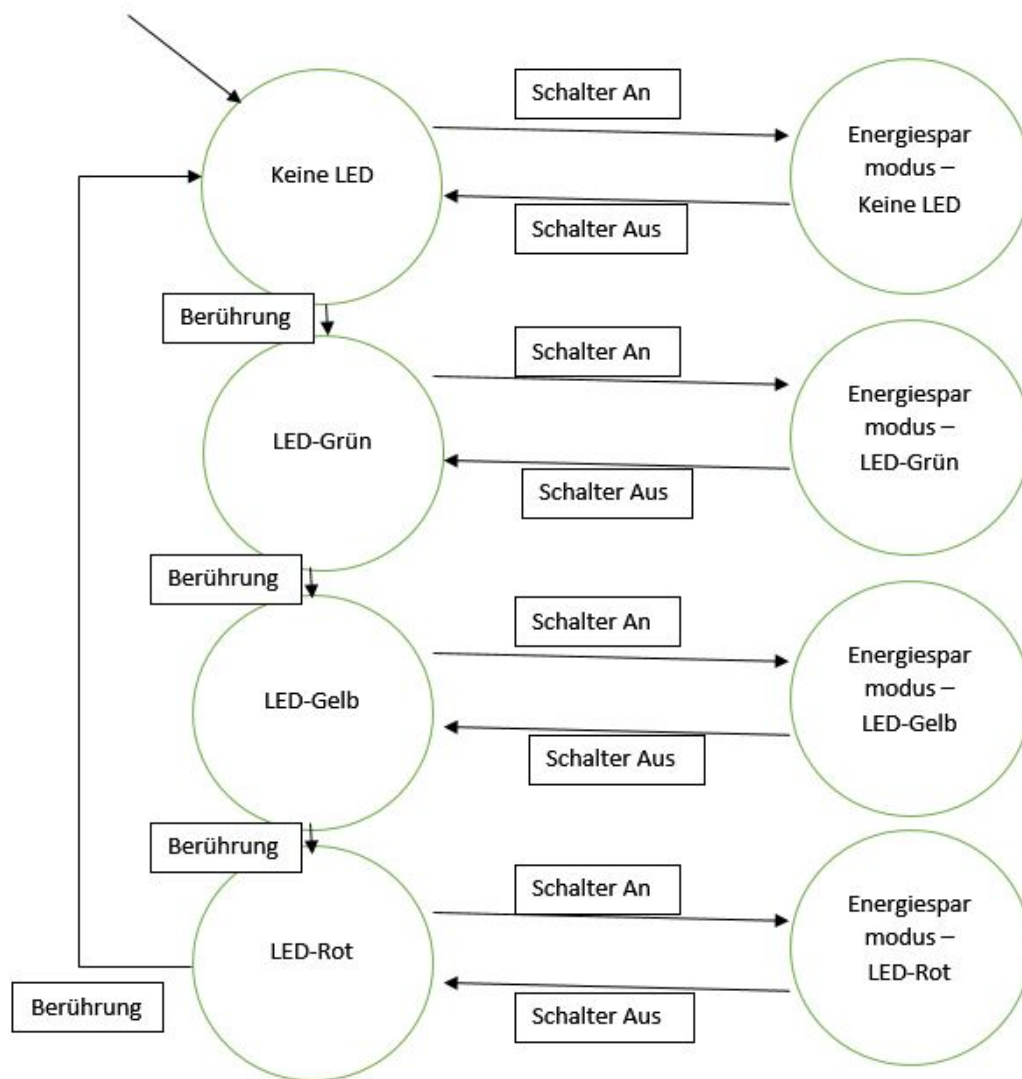 Schalter An
Keine LED
Energiespar
modus –
Keine LED
Schalter Aus
Berührung
Schalter An
LED-Grün
Energiespar
modus –
LED-Grün
Schalter Aus
Berührung
Schalter An
LED-Gelb
Energiespar
modus –
LED-Gelb
Schalter Aus
Berührung
Schalter An
LED-Rot
Energiespar
modus –
LED-Rot
Schalter Aus
Berührung